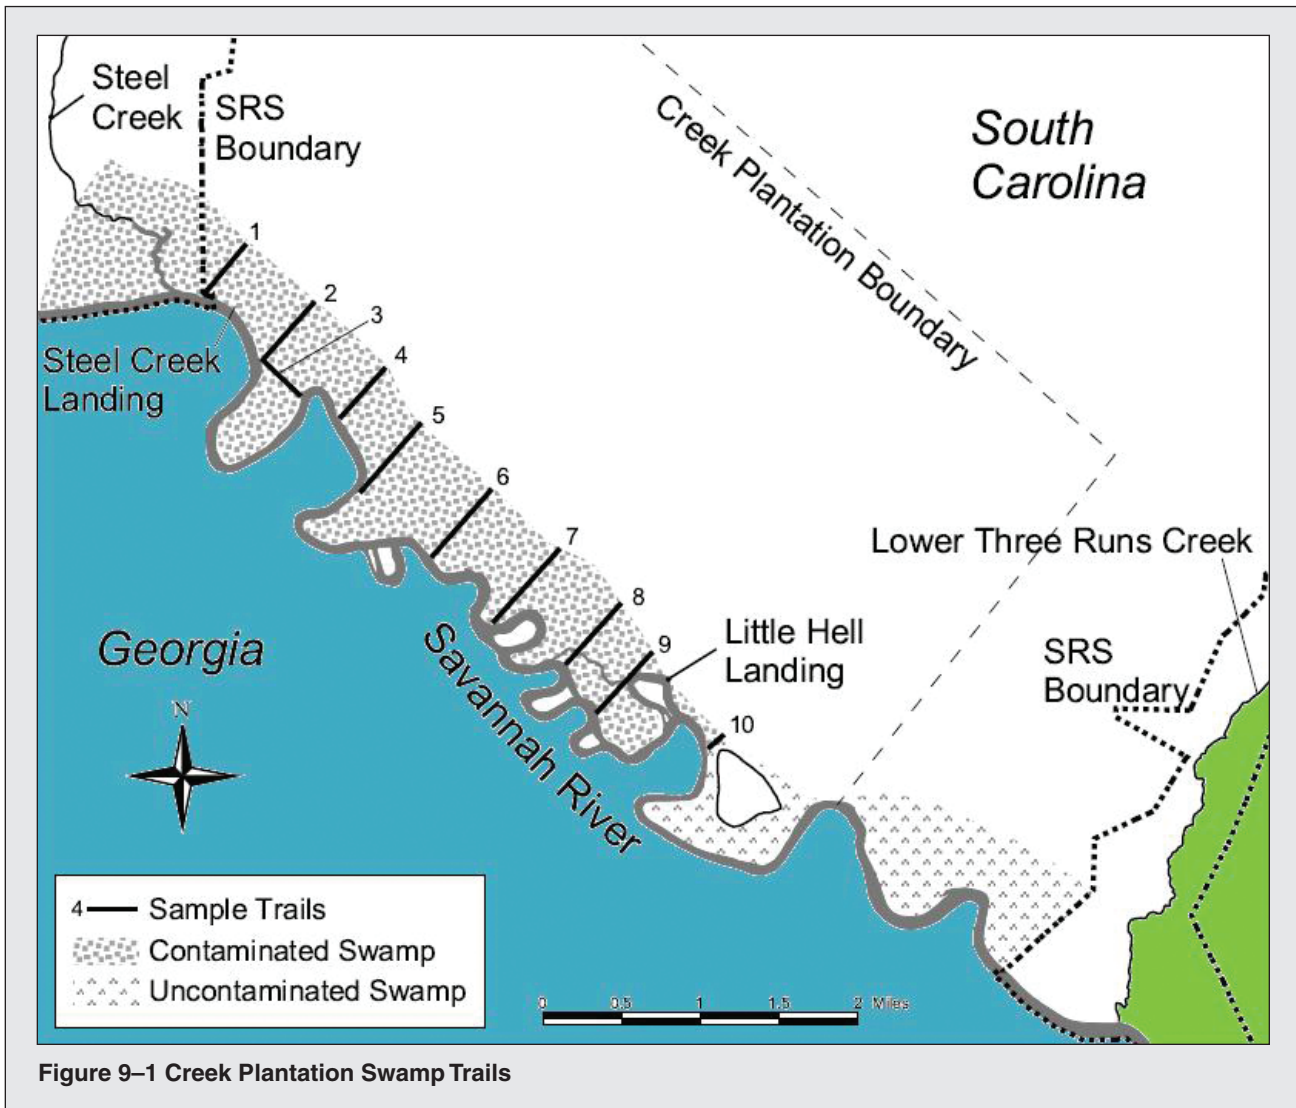 Steel
Creek
SRS
Boundary
Creek Plantation Boundary
South
Carolina
1
2
3
4
5
6
7
8
9
10
Steel Creek
Landing
Lower Three Runs Creek
Little Hell
Landing
SRS
Boundary
Georgia
Savannah River
N
4 Sample Trails
Contaminated Swamp
Uncontaminated Swamp
0 0.5 1 1.5 2 Miles
Figure 9–1 Creek Plantation Swamp Trails